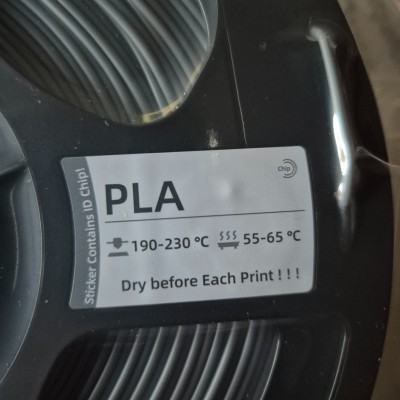 Sticker Contains ID Chip!
Chip
PLA
190-230 °C 55-65 °C
Dry before Each Print ! ! !